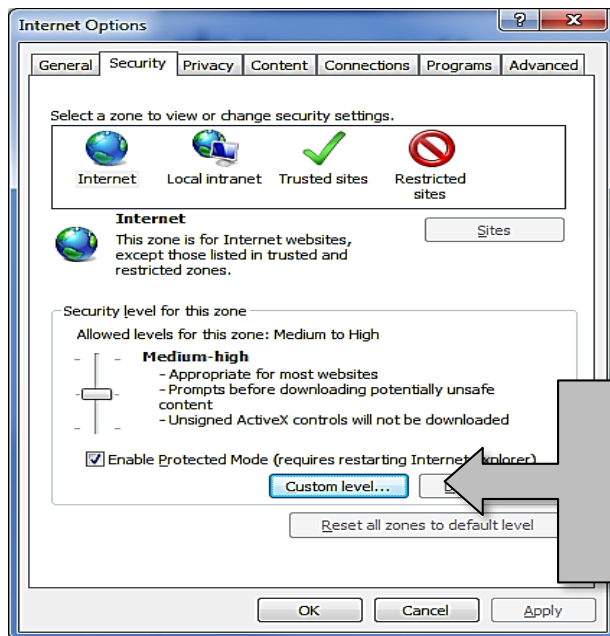 Internet Options
General Security Privacy Content Connections Programs Advanced
Select a zone to view or change security settings.
Internet Local intranet Trusted sites Restricted sites
Internet
Sites
This zone is for Internet websites,
except those listed in trusted and
restricted zones.
Security level for this zone
Allowed levels for this zone: Medium to High
Medium-high
- Appropriate for most websites
- Prompts before downloading potentially unsafe
content
- Unsigned ActiveX controls will not be downloaded
Enable Protected Mode (requires restarting Internet
Custom level...
Reset all zones to default level
OK Cancel Apply